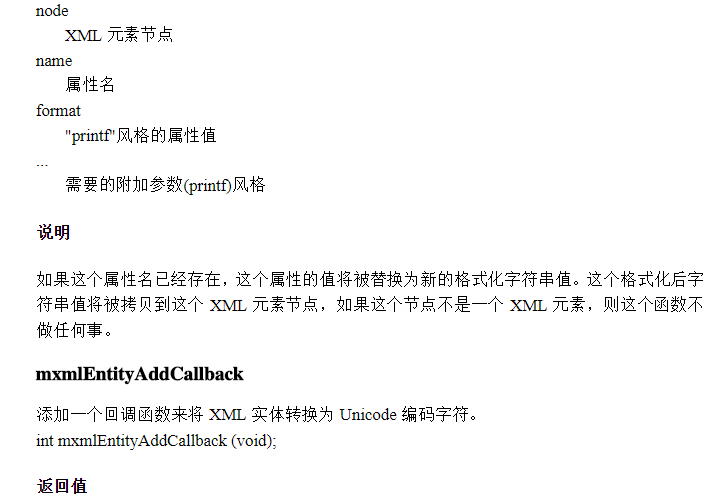 node
XML 元素节点
name
属性名
format
"printf"风格的属性值
...
需要的附加参数(printf)风格
说明
如果这个属性名已经存在，这个属性的值将被替换为新的格式化字符串值。这个格式化后字
符串值将被拷贝到这个 XML 元素节点，如果这个节点不是一个 XML 元素，则这个函数不
做任何事。
mxmlEntityAddCallback
添加一个回调函数来将 XML 实体转换为 Unicode 编码字符。
int mxmlEntityAddCallback (void);
返回值